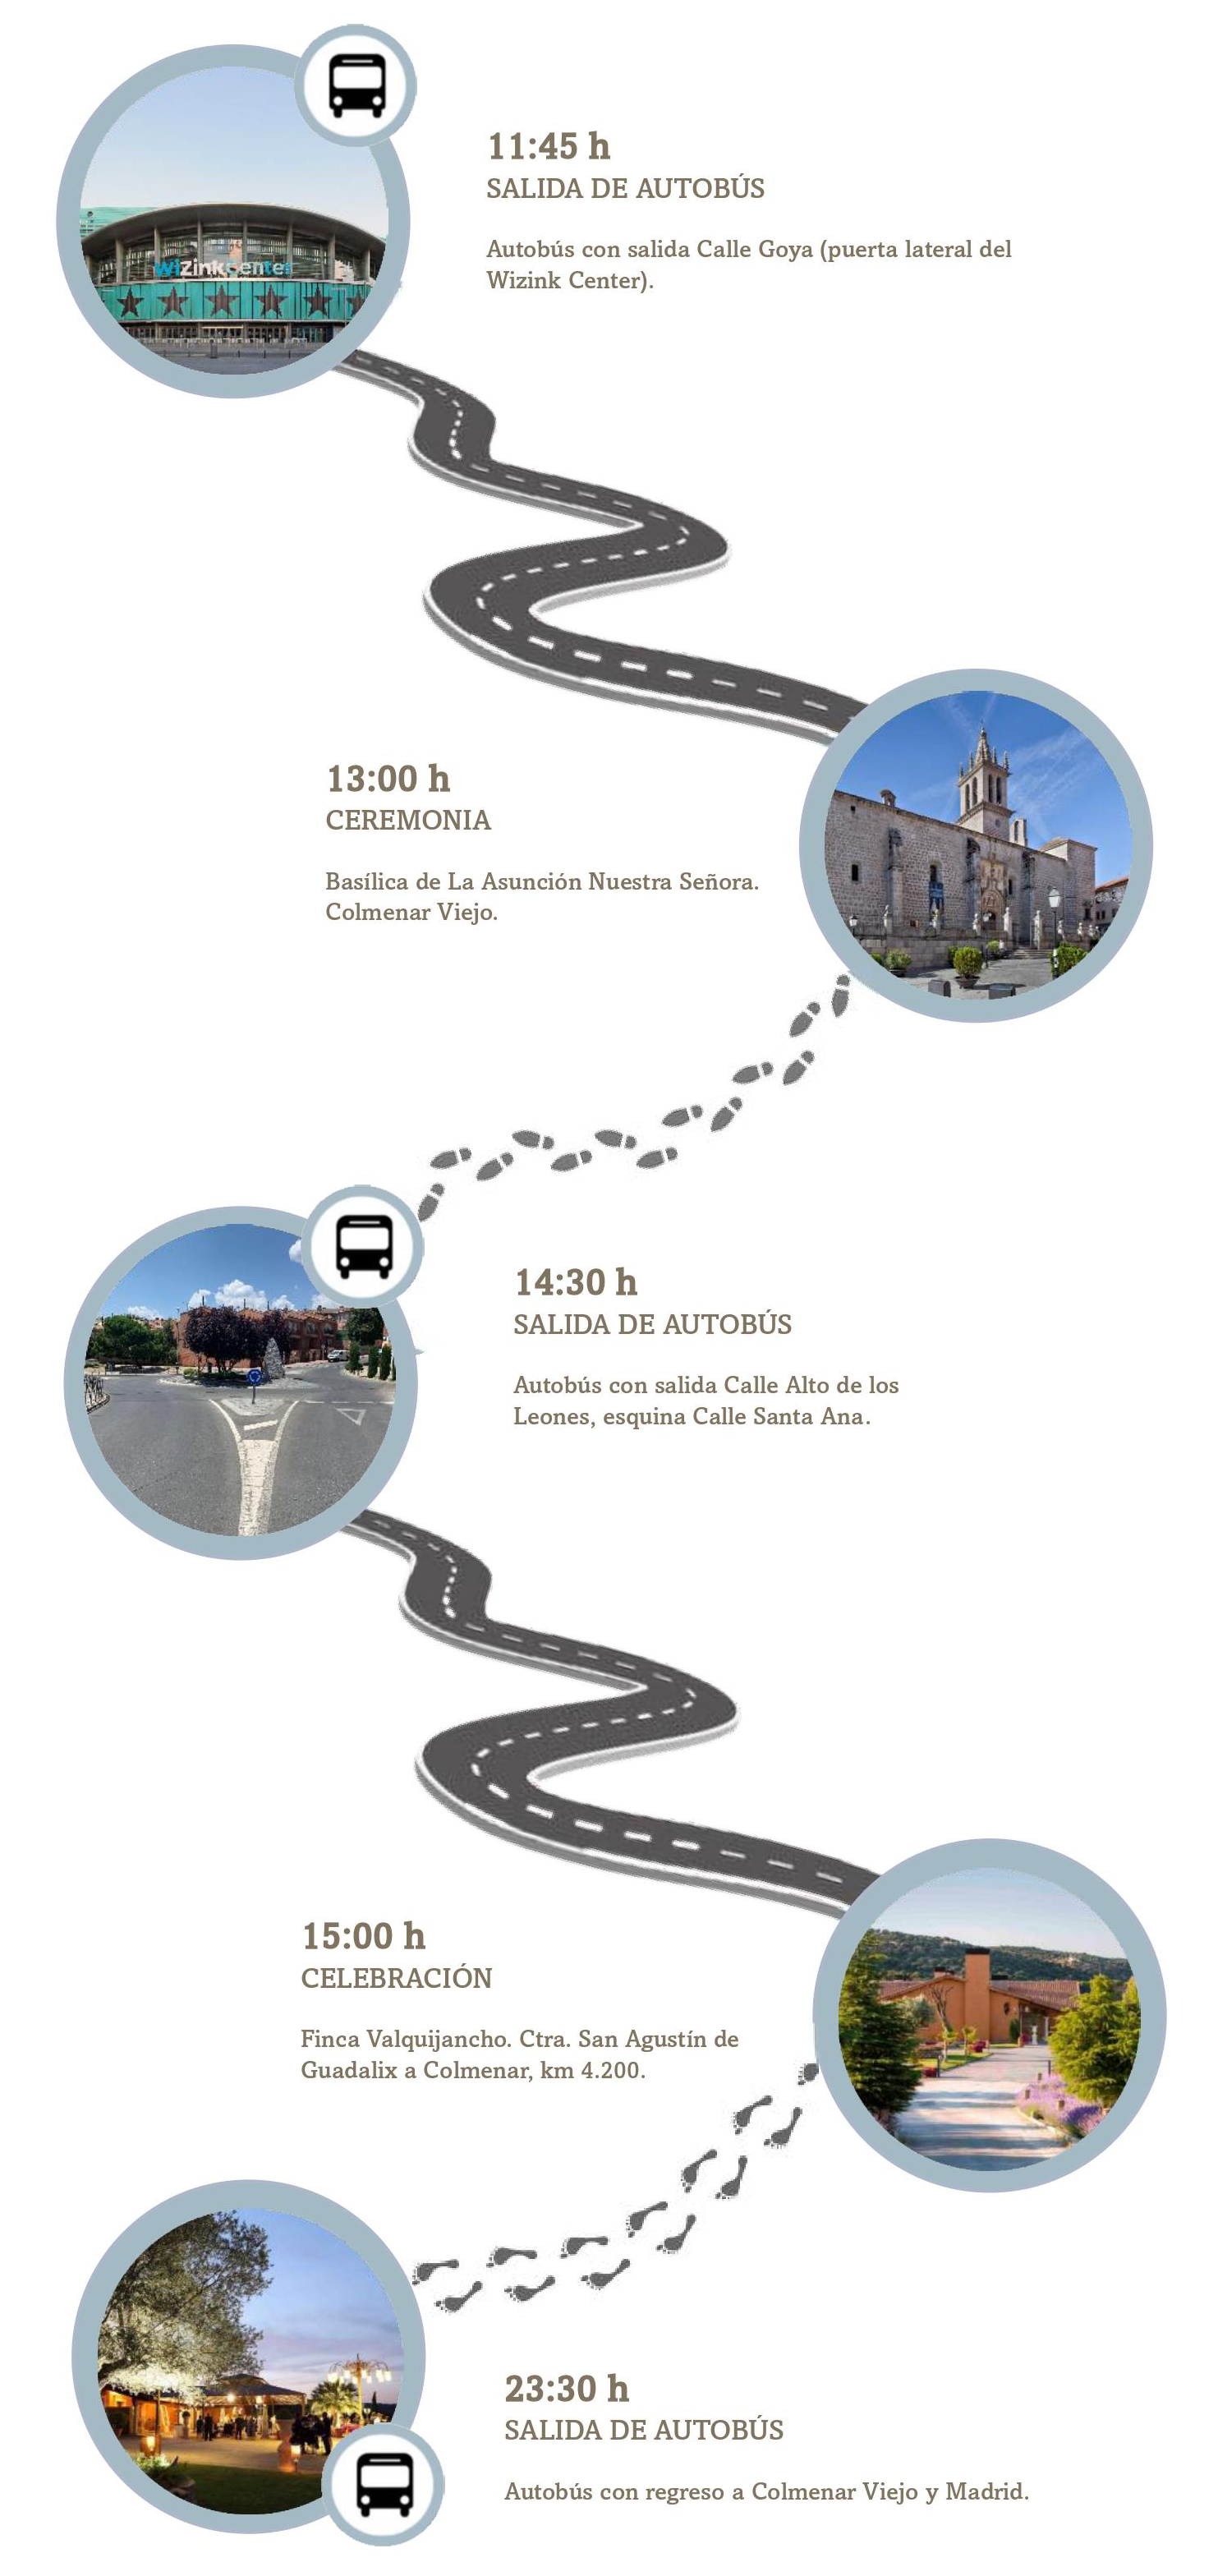 WiZink Center
11:45 h
SALIDA DE AUTOBÚS
Autobús con salida Calle Goya (puerta lateral del
Wizink Center).
13:00 h
CEREMONIA
Basílica de La Asunción Nuestra Señora.
Colmenar Viejo.
14:30 h
SALIDA DE AUTOBÚS
Autobús con salida Calle Alto de los
Leones, esquina Calle Santa Ana.
15:00 h
CELEBRACIÓN
Finca Valquijancho. Ctra. San Agustín de
Guadalix a Colmenar, km 4.200.
23:30 h
SALIDA DE AUTOBÚS
Autobús con regreso a Colmenar Viejo y Madrid.